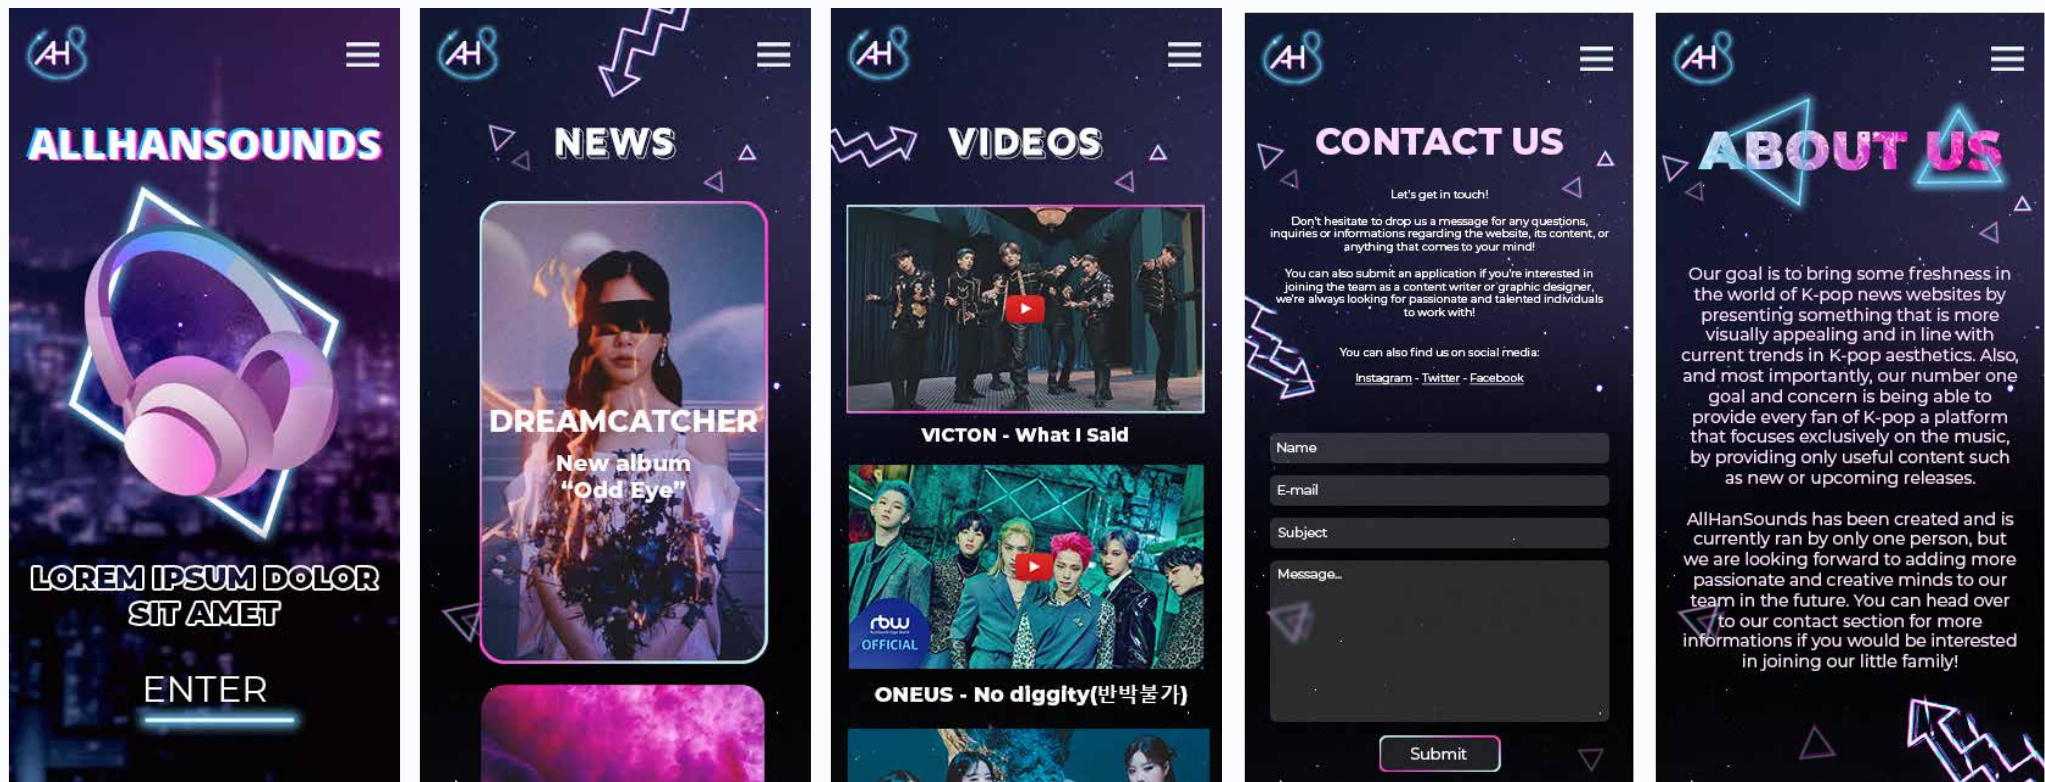 AH
ALLHANSOUNDS
LOREM IPSUM DOLOR
SIT AMET
ENTER
AH
NEWS
DREAMCATCHER
New album
“Odd Eye”
AH
VIDEOS
VICTON - What I Said
rbw
OFFICIAL
ONEUS - No diggity(반박불가)
AH
CONTACT US
Let's get in touch!
Don't hesitate to drop us a message for any questions,
inquiries or informations regarding the website, its content, or
anything that comes to your mind!
You can also submit an application if you're interested in
joining the team as a content writer or graphic designer,
we're always looking for passionate and talented individuals
to work with!
You can also find us on social media:
Instagram - Twitter - Facebook
Name
E-mail
Subject
Message...
Submit
AH
ABOUT US
Our goal is to bring some freshness in
the world of K-pop news websites by
presenting something that is more
visually appealing and in line with
current trends in K-pop aesthetics. Also,
and most importantly, our number one
goal and concern is being able to
provide every fan of K-pop a platform
that focuses exclusively on the music,
by providing only useful content such
as new or upcoming releases.
AllHanSounds has been created and is
currently ran by only one person, but
we are looking forward to adding more
passionate and creative minds to our
team in the future. You can head over
to our contact section for more
informations if you would be interested
in joining our little family!